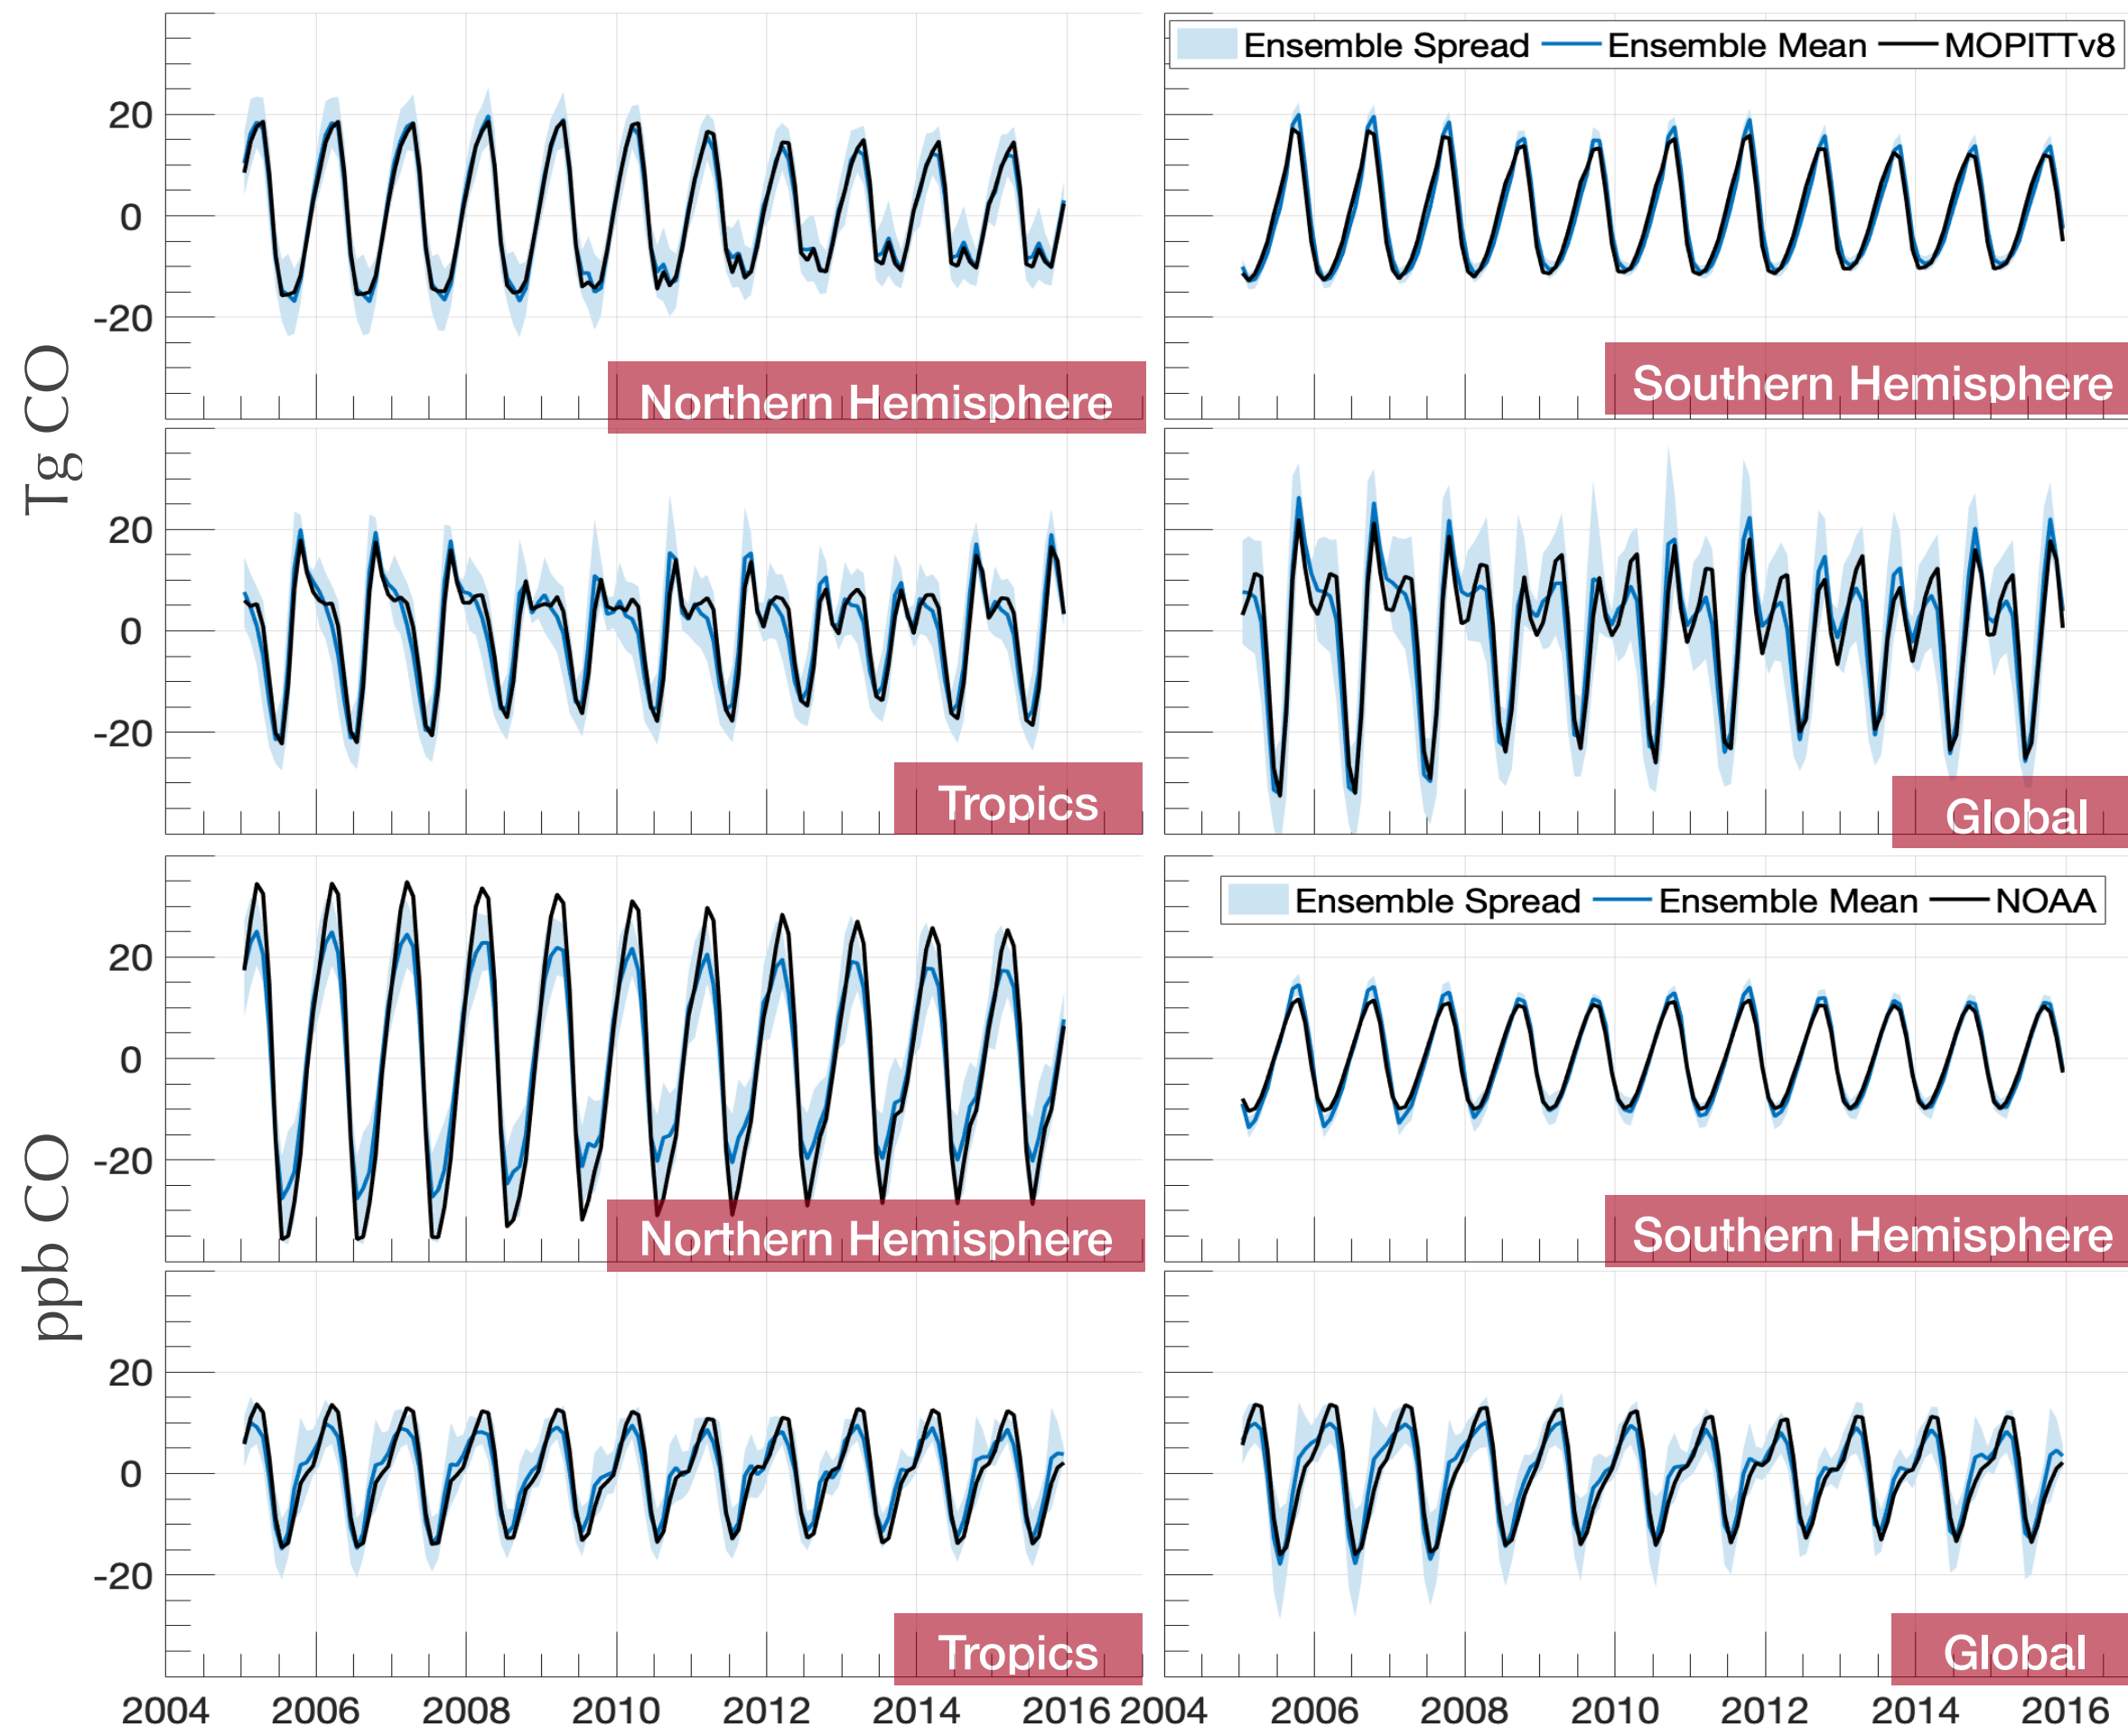 Ensemble Spread Ensemble Mean MOPITTv8
20
0
-20
Northern Hemisphere
Southern Hemisphere
Tg CO
20
0
-20
Tropics
Global
Ensemble Spread Ensemble Mean NOAA
20
0
-20
Northern Hemisphere
Southern Hemisphere
ppb CO
20
0
-20
Tropics
Global
2004 2006 2008 2010 2012 2014 2016 2004 2006 2008 2010 2012 2014 2016